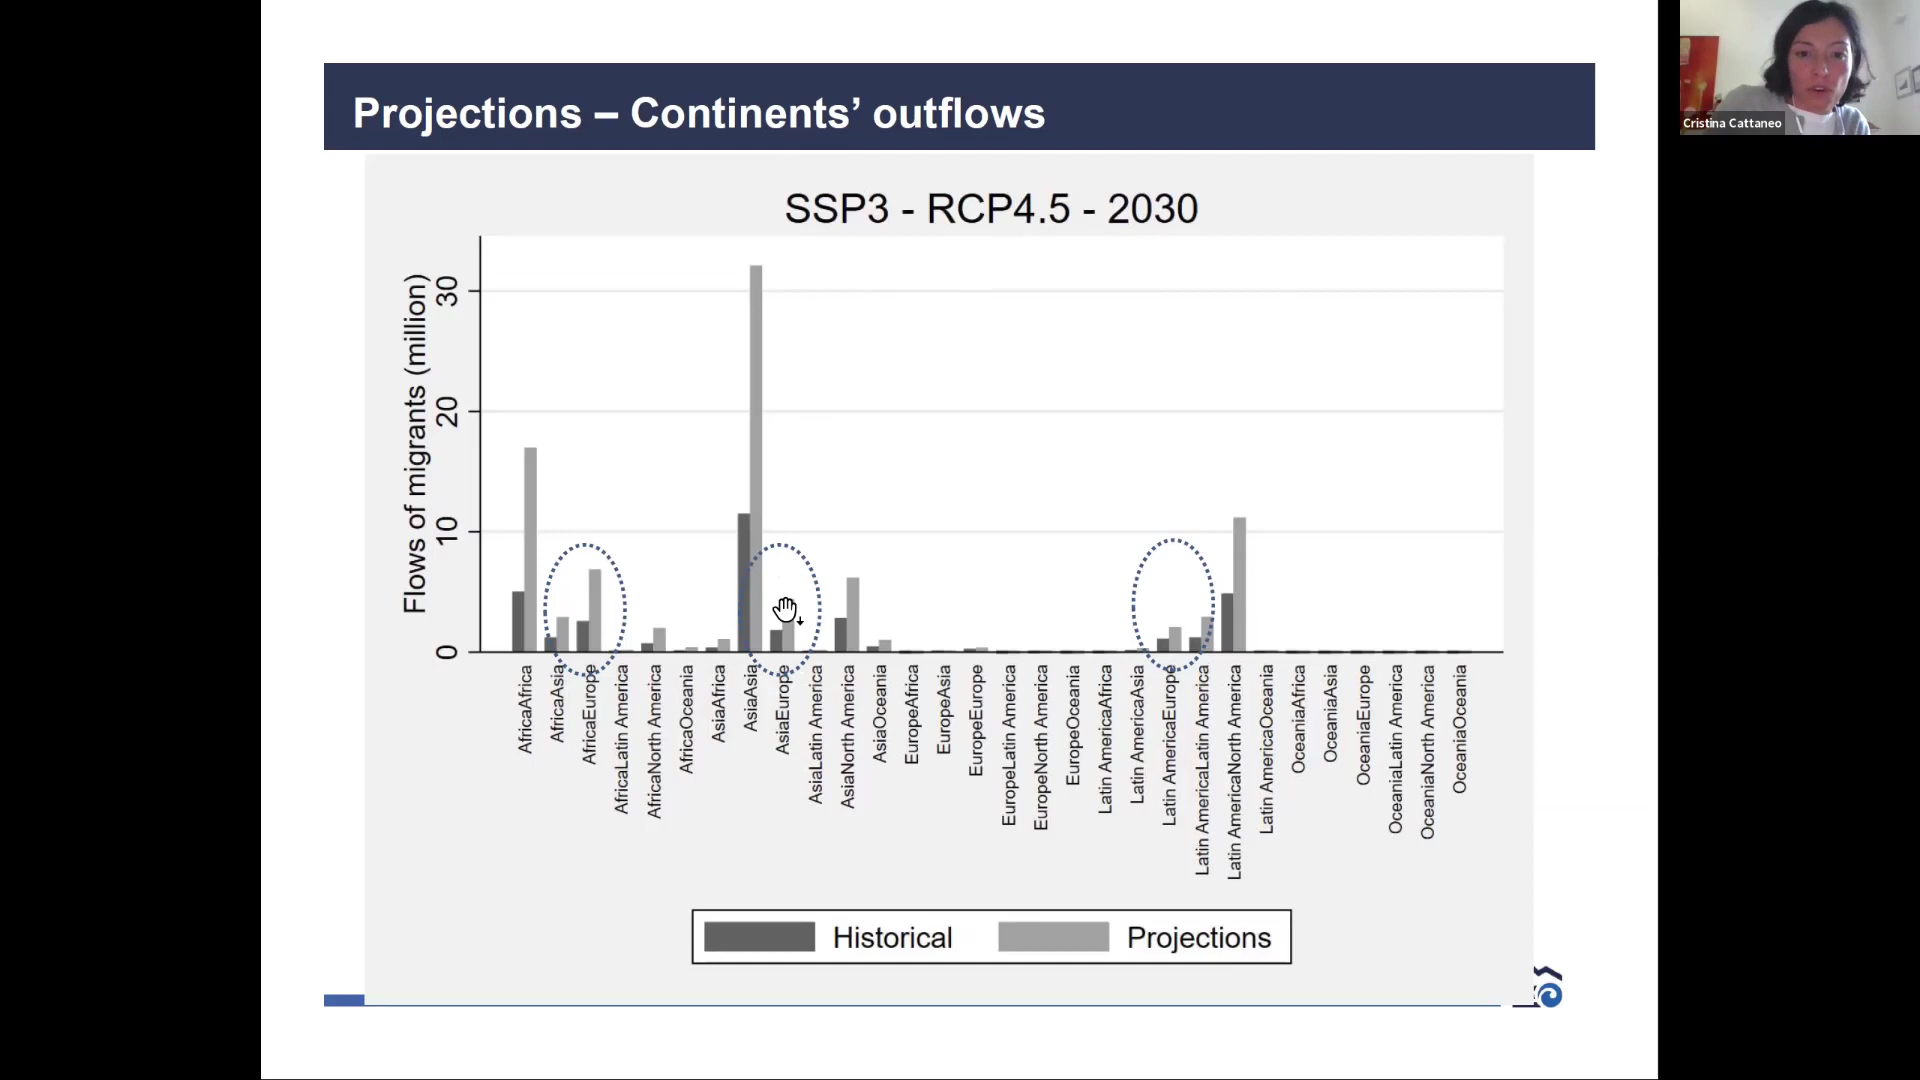 Projections – Continents’ outflows
Cristina Cattaneo
SSP3 - RCP4.5 - 2030
Flows of migrants (million)
30
20
10
0
AfricaAfrica
AfricaAsia
AfricaEurope
AfricaLatin America
AfricaNorth America
AfricaOceania
AsiaAfrica
AsiaAsia
AsiaEurope
AsiaLatin America
AsiaNorth America
AsiaOceania
EuropeAfrica
EuropeAsia
EuropeEurope
EuropeLatin America
EuropeNorth America
EuropeOceania
Latin AmericaAfrica
Latin AmericaAsia
Latin AmericaEurope
Latin AmericaLatin America
Latin AmericaNorth America
Latin AmericaOceania
OceaniaAfrica
OceaniaAsia
OceaniaEurope
OceaniaLatin America
OceaniaNorth America
OceaniaOceania
Historical
Projections